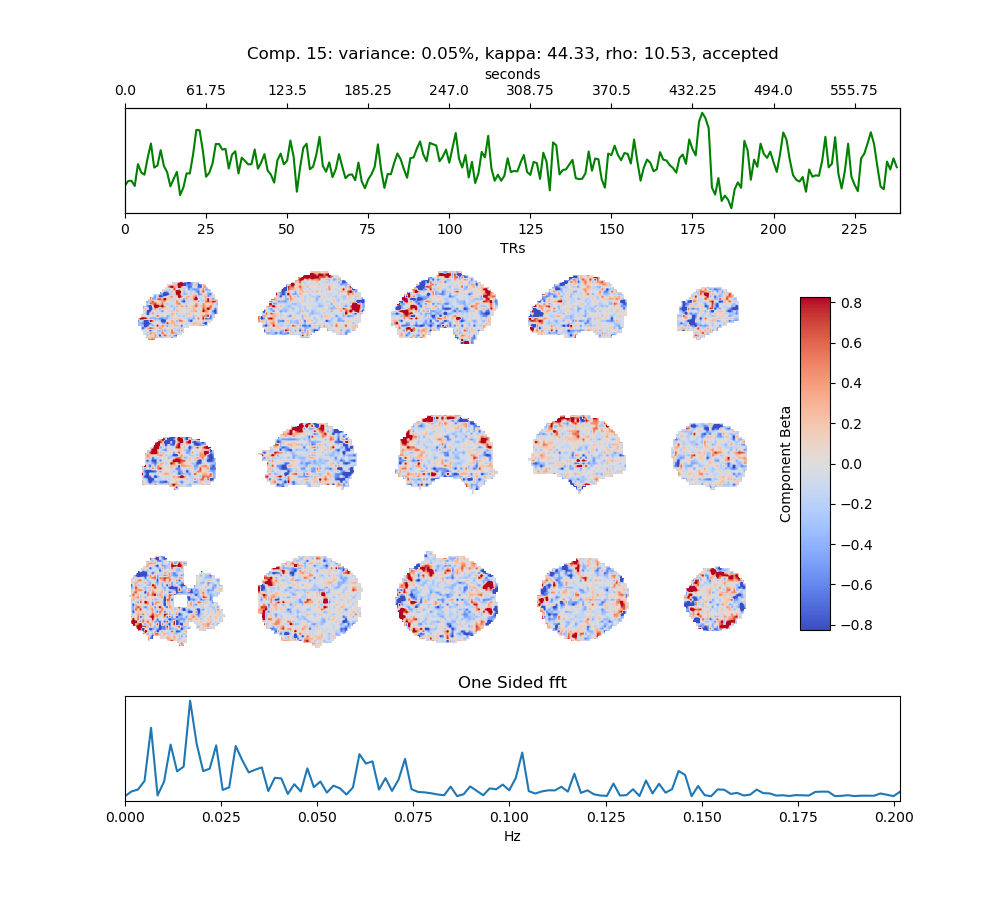 Comp. 15: variance: 0.05%, kappa: 44.33, rho: 10.53, accepted
seconds
0.0 61.75 123.5 185.25 247.0 308.75 370.5 432.25 494.0 555.75
0 25 50 75 100 125 150 175 200 225
TRs
0.8
0.6
0.4
0.2
0.0
−0.2
−0.4
−0.6
−0.8
Component Beta
One Sided fft
0.000 0.025 0.050 0.075 0.100 0.125 0.150 0.175 0.200
Hz